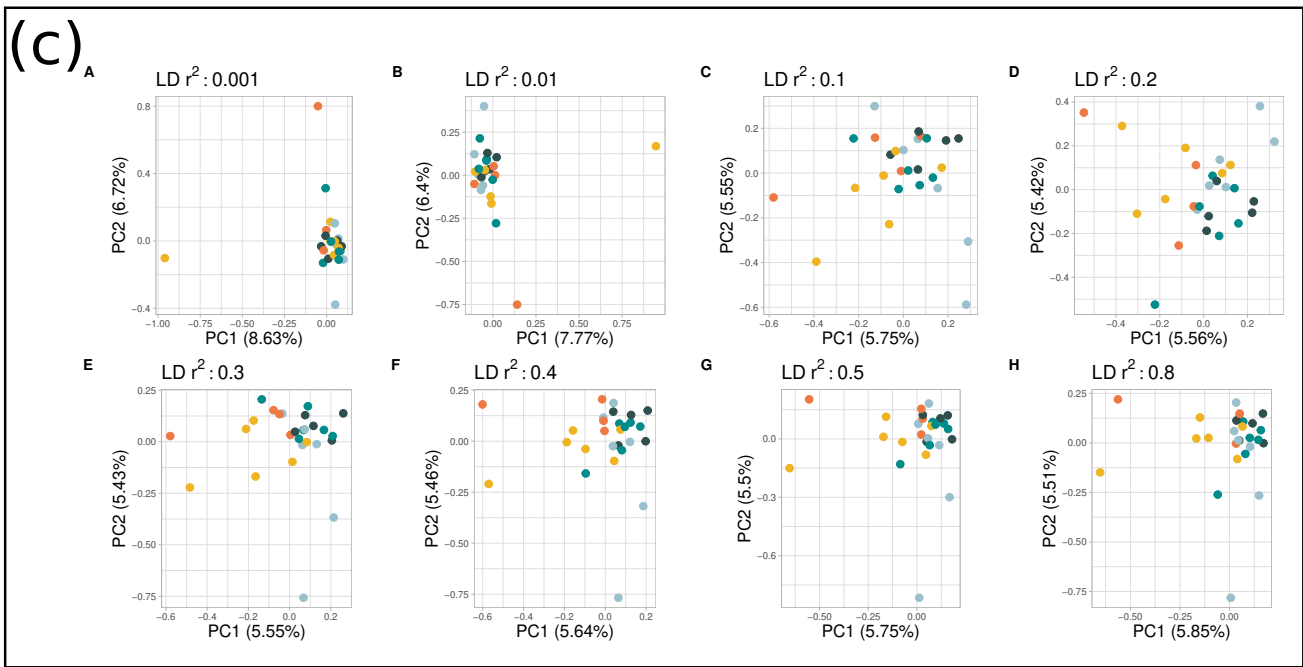 (c)
A
LD r²: 0.001
PC2 (6.72%)
0.8
0.4
0.0
−0.4
−1.00 −0.75 −0.50 −0.25 0.00
PC1 (8.63%)
B
LD r²: 0.01
PC2 (6.4%)
0.25
0.00
−0.25
−0.50
−0.75
0.00 0.25 0.50 0.75
PC1 (7.77%)
C
LD r²: 0.1
PC2 (5.55%)
0.2
0.0
−0.2
−0.4
−0.6
−0.6 −0.4 −0.2 0.0 0.2
PC1 (5.75%)
D
LD r²: 0.2
PC2 (5.42%)
0.4
0.2
0.0
−0.2
−0.4
−0.4 −0.2 0.0 0.2
PC1 (5.56%)
E
LD r²: 0.3
PC2 (5.43%)
0.25
0.00
−0.25
−0.50
−0.75
−0.6 −0.4 −0.2 0.0 0.2
PC1 (5.55%)
F
LD r²: 0.4
PC2 (5.46%)
0.25
0.00
−0.25
−0.50
−0.75
−0.6 −0.4 −0.2 0.0 0.2
PC1 (5.64%)
G
LD r²: 0.5
PC2 (5.5%)
0.0
−0.3
−0.6
−0.50 −0.25 0.00
PC1 (5.75%)
H
LD r²: 0.8
PC2 (5.51%)
0.25
0.00
−0.25
−0.50
−0.75
−0.50 −0.25 0.00
PC1 (5.85%)